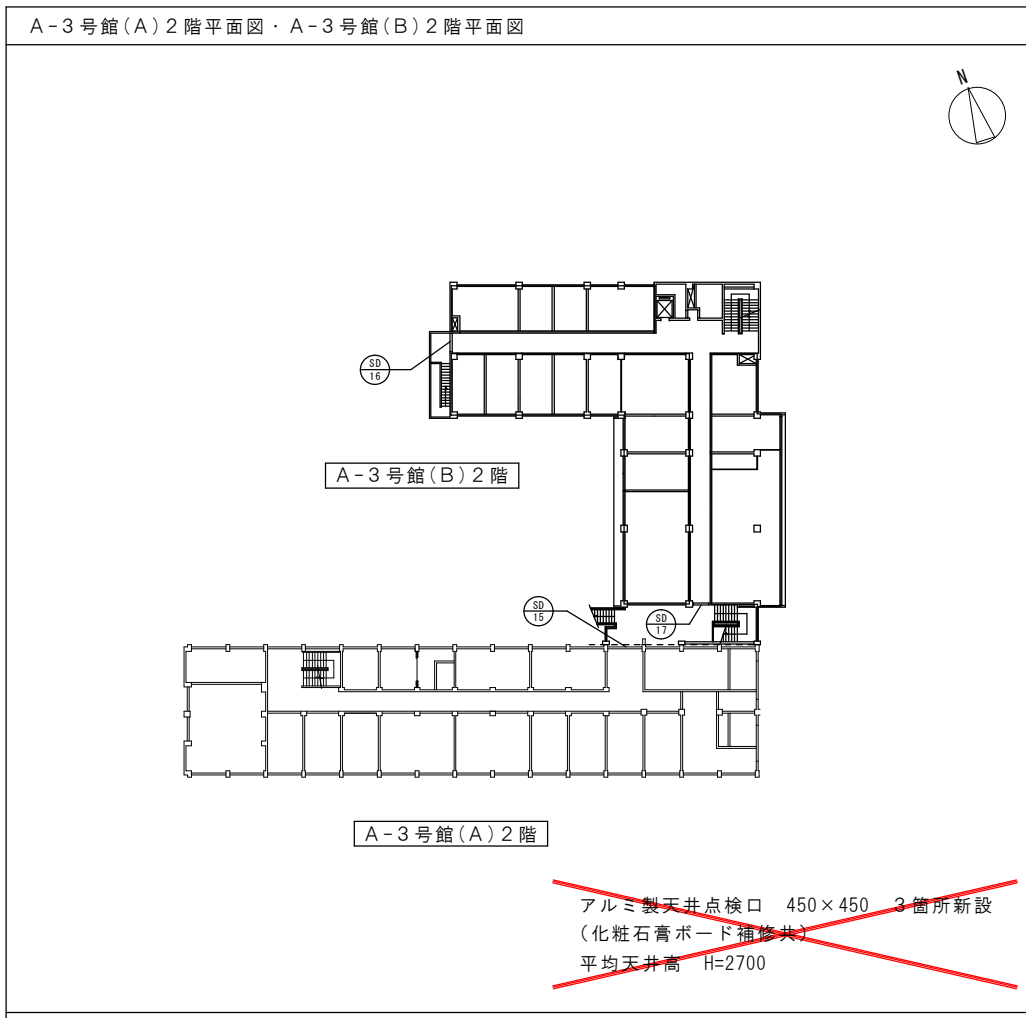 A-3号館(A)2階平面図・A-3号館(B)2階平面図
N
SD
16
A-3号館(B)2階
SD
15
SD
17
A-3号館(A)2階
アルミ製天井点検口 450×450 3箇所新設
(化粧石膏ボード補修共)
平均天井高 H=2700